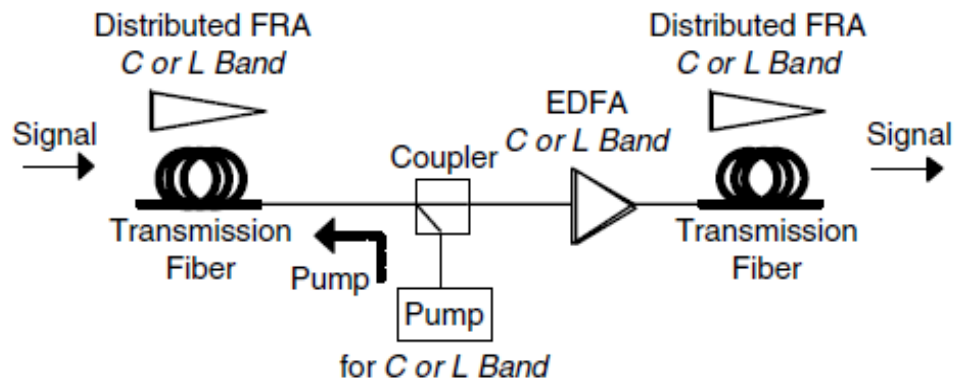 Distributed FRA
C or L Band
Distributed FRA
C or L Band
EDFA
C or L Band
Signal
Coupler
Signal
Transmission
Fiber
Pump
Transmission
Fiber
Pump
for C or L Band